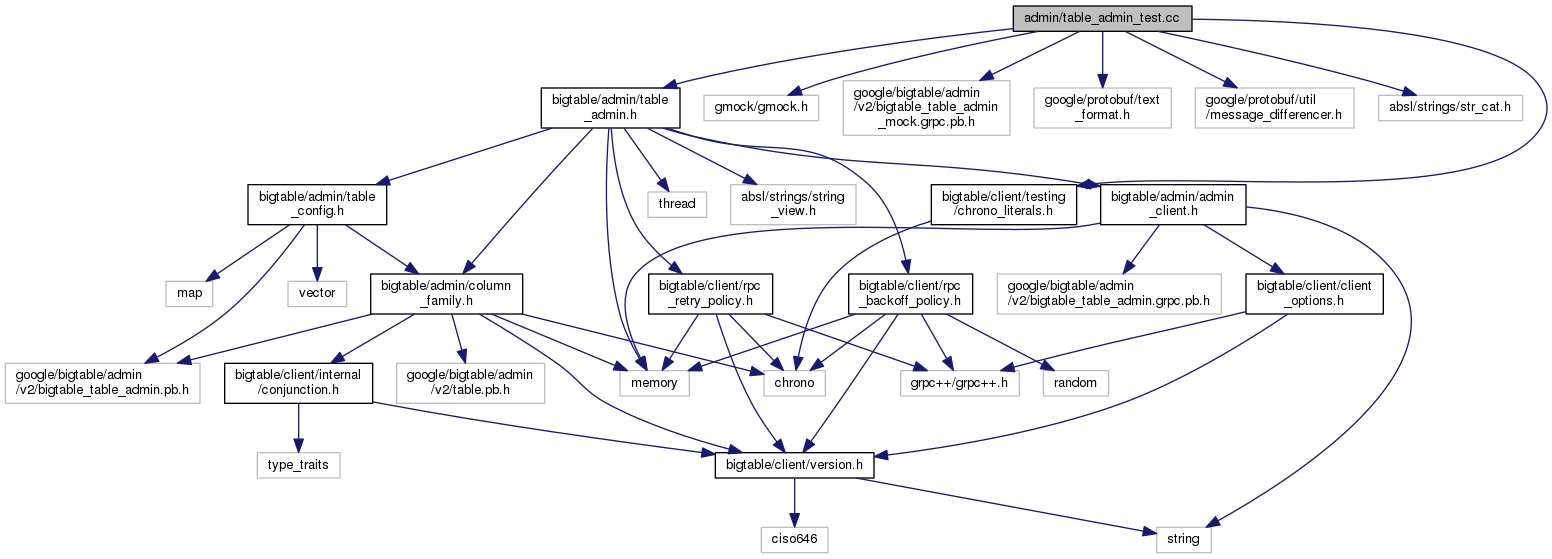 admin/table_admin_test.cc
bigtable/admin/table
_admin.h
gmock/gmock.h
google/bigtable/admin
/v2/bigtable_table_admin
_mock.grpc.pb.h
google/protobuf/text
_format.h
google/protobuf/util
/message_differencer.h
absl/strings/str_cat.h
bigtable/admin/table
_config.h
thread
absl/strings/string
_view.h
bigtable/client/testing
/chrono_literals.h
bigtable/admin/admin
_client.h
map
vector
bigtable/admin/column
_family.h
bigtable/client/rpc
_retry_policy.h
bigtable/client/rpc
_backoff_policy.h
google/bigtable/admin
/v2/bigtable_table_admin.grpc.pb.h
bigtable/client/client
_options.h
google/bigtable/admin
/v2/bigtable_table_admin.pb.h
bigtable/client/internal
/conjunction.h
google/bigtable/admin
/v2/table.pb.h
memory
chrono
grpc++/grpc++.h
random
type_traits
bigtable/client/version.h
ciso646
string